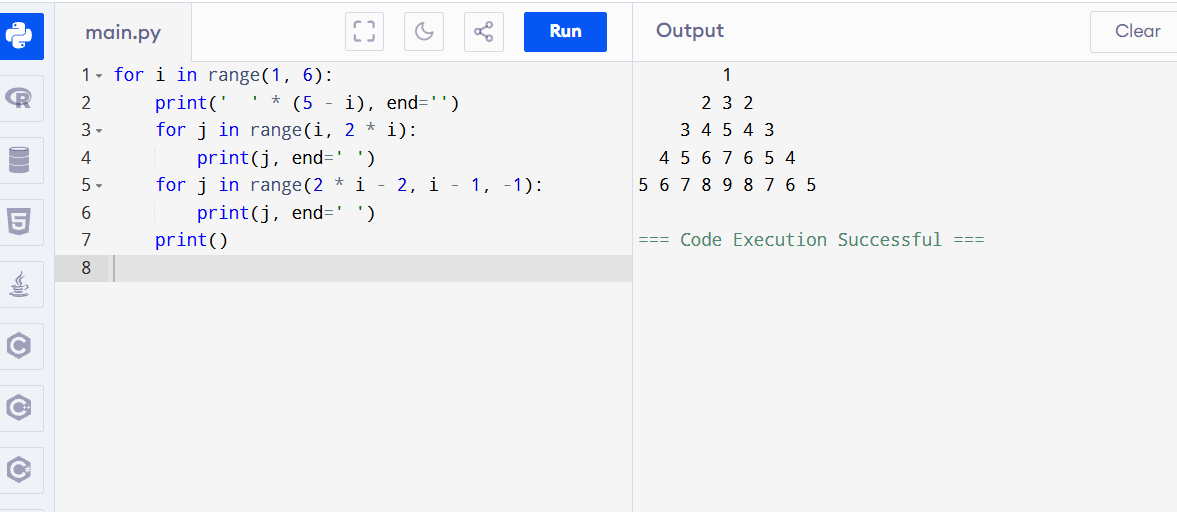 main.py
Run
1 for i in range(1, 6):
2     print('  ' * (5 - i), end='')
3     for j in range(i, 2 * i):
4         print(j, end=' ')
5     for j in range(2 * i - 2, i - 1, -1):
6         print(j, end=' ')
7     print()
8
Output
Clear
        1
      2 3 2
    3 4 5 4 3
  4 5 6 7 6 5 4
5 6 7 8 9 8 7 6 5
=== Code Execution Successful ===